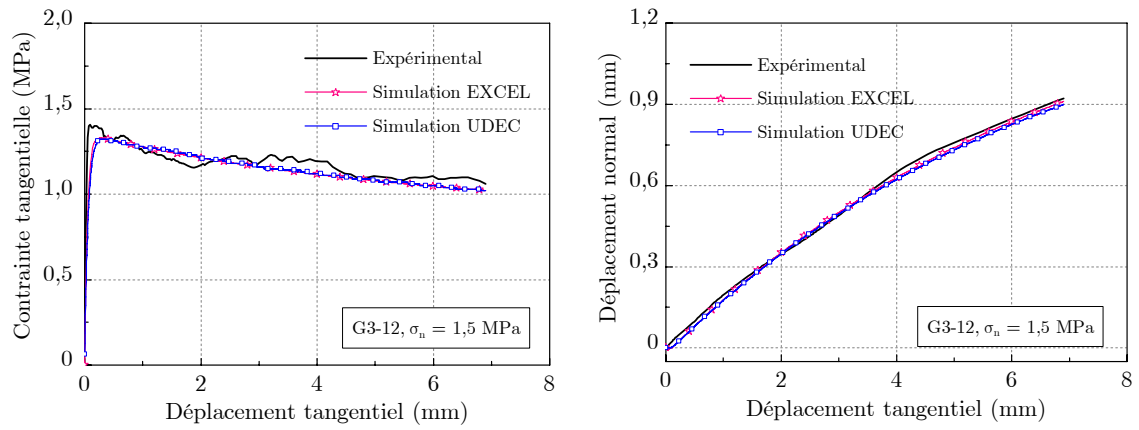 2,0
1,5
1,0
0,5
0
Contrainte tangentielle (MPa)
Expérimental
Simulation EXCEL
Simulation UDEC
G3-12, σn = 1,5 MPa
0
2
4
6
8
Déplacement tangentiel (mm)
1,2
0,9
0,6
0,3
0
Déplacement normal (mm)
Expérimental
Simulation EXCEL
Simulation UDEC
G3-12, σn = 1,5 MPa
0
2
4
6
8
Déplacement tangentiel (mm)